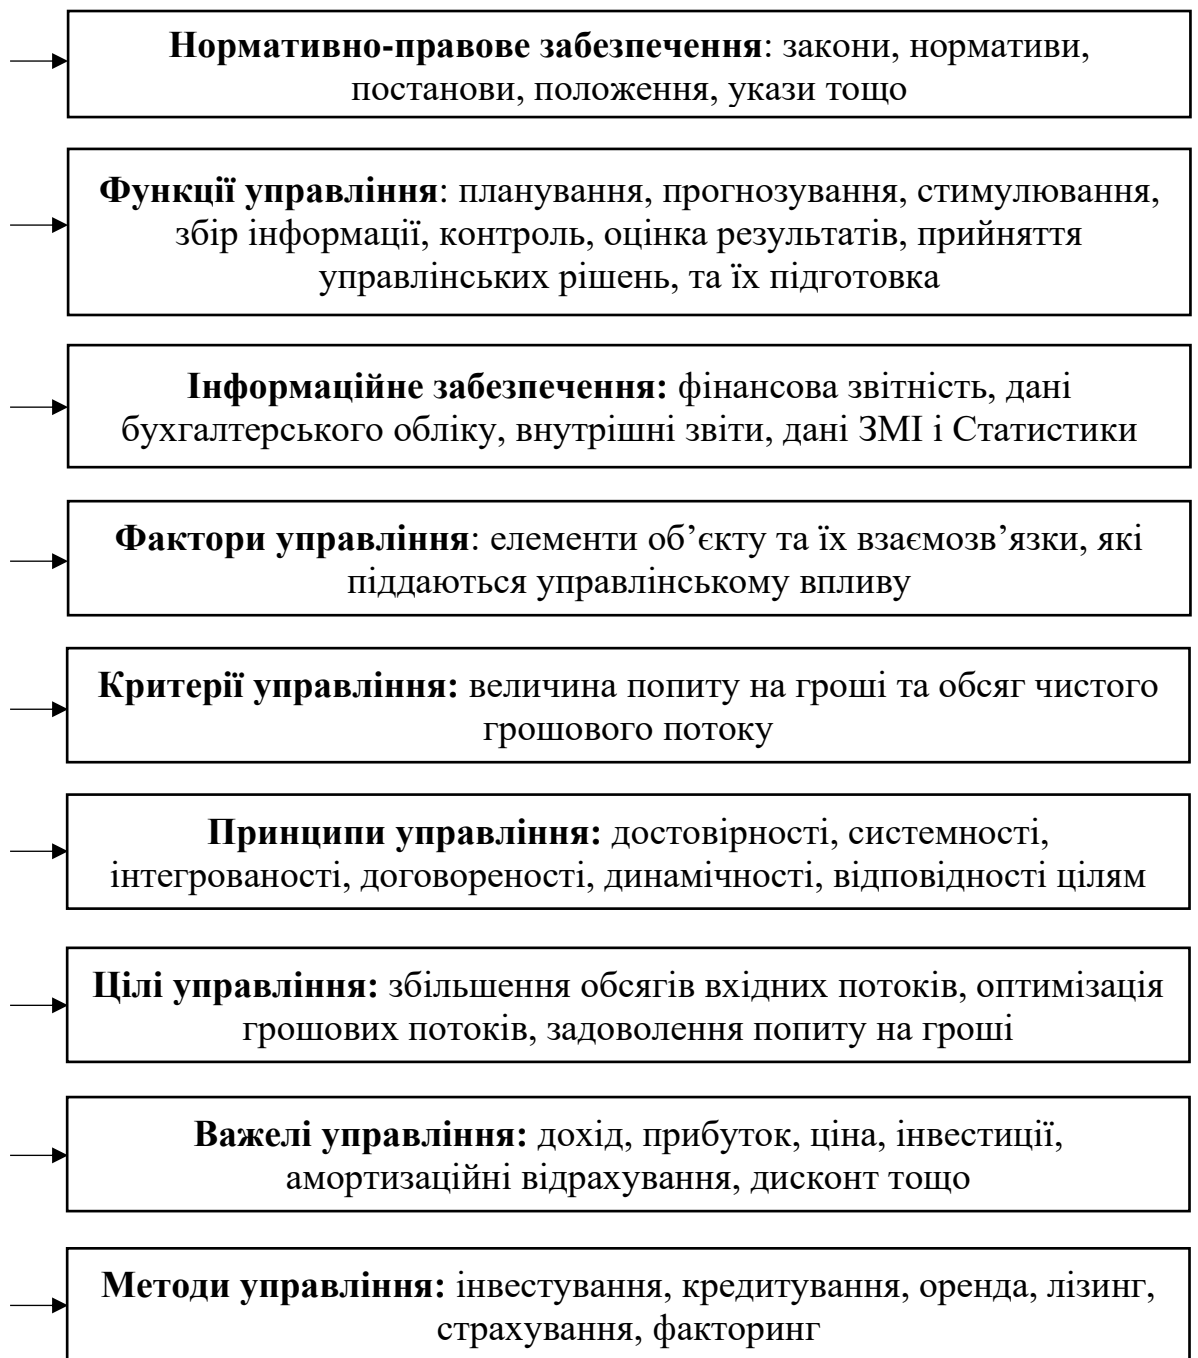 Нормативно-правове забезпечення: закони, нормативи,
постанови, положення, укази тощо
Функції управління: планування, прогнозування, стимулювання,
збір інформації, контроль, оцінка результатів, прийняття
управлінських рішень, та їх підготовка
Інформаційне забезпечення: фінансова звітність, дані
бухгалтерського обліку, внутрішні звіти, дані ЗМІ і Статистики
Фактори управління: елементи об’єкту та їх взаємозв’язки, які
піддаються управлінському впливу
Критерії управління: величина попиту на гроші та обсяг чистого
грошового потоку
Принципи управління: достовірності, системності,
інтегрованості, договореності, динамічності, відповідності цілям
Цілі управління: збільшення обсягів вхідних потоків, оптимізація
грошових потоків, задоволення попиту на гроші
Важелі управління: дохід, прибуток, ціна, інвестиції,
амортизаційні відрахування, дисконт тощо
Методи управління: інвестування, кредитування, оренда, лізинг,
страхування, факторинг